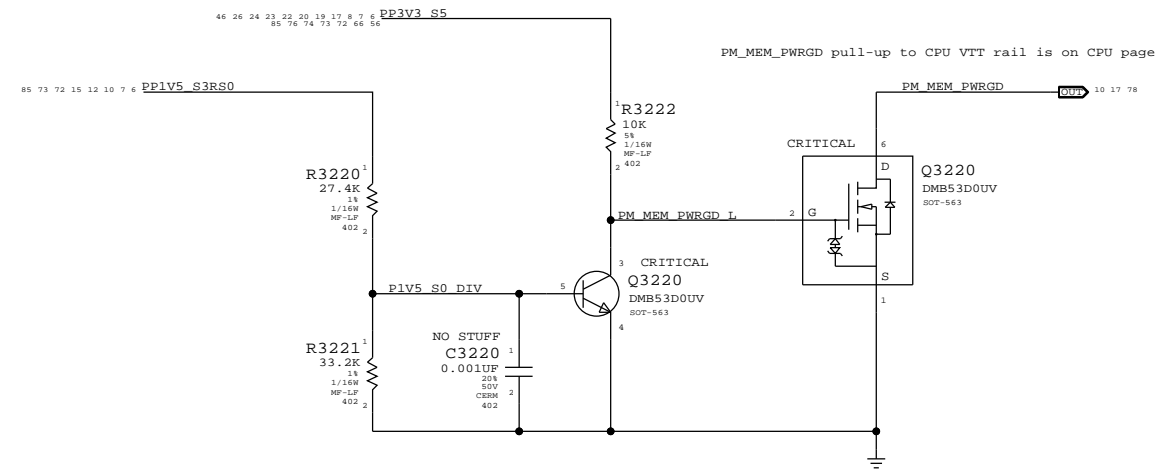 46 26 24 23 22 20 19 17 8 7 6 PP3V3_S5
85 76 74 73 72 66 56
PM_MEM_PWRGD pull-up to CPU VTT rail is on CPU page
85 73 72 15 12 10 7 6 PP1V5_S3RS0
PM_MEM_PWRGD
OUT 10 17 78
1
R3222
10K
5%
1/16W
MF-LF
402
2
CRITICAL
6
D
Q3220
DMB53D0UV
SOT-563
R3220
1
27.4K
1%
1/16W
MF-LF
402
2
PM_MEM_PWRGD_L
2
G
S
1
3
CRITICAL
Q3220
DMB53D0UV
SOT-563
4
P1V5_S0_DIV
5
R3221
1
33.2K
1%
1/16W
MF-LF
402
2
NO STUFF
C3220
1
0.001UF
20%
50V
CERM
402
2